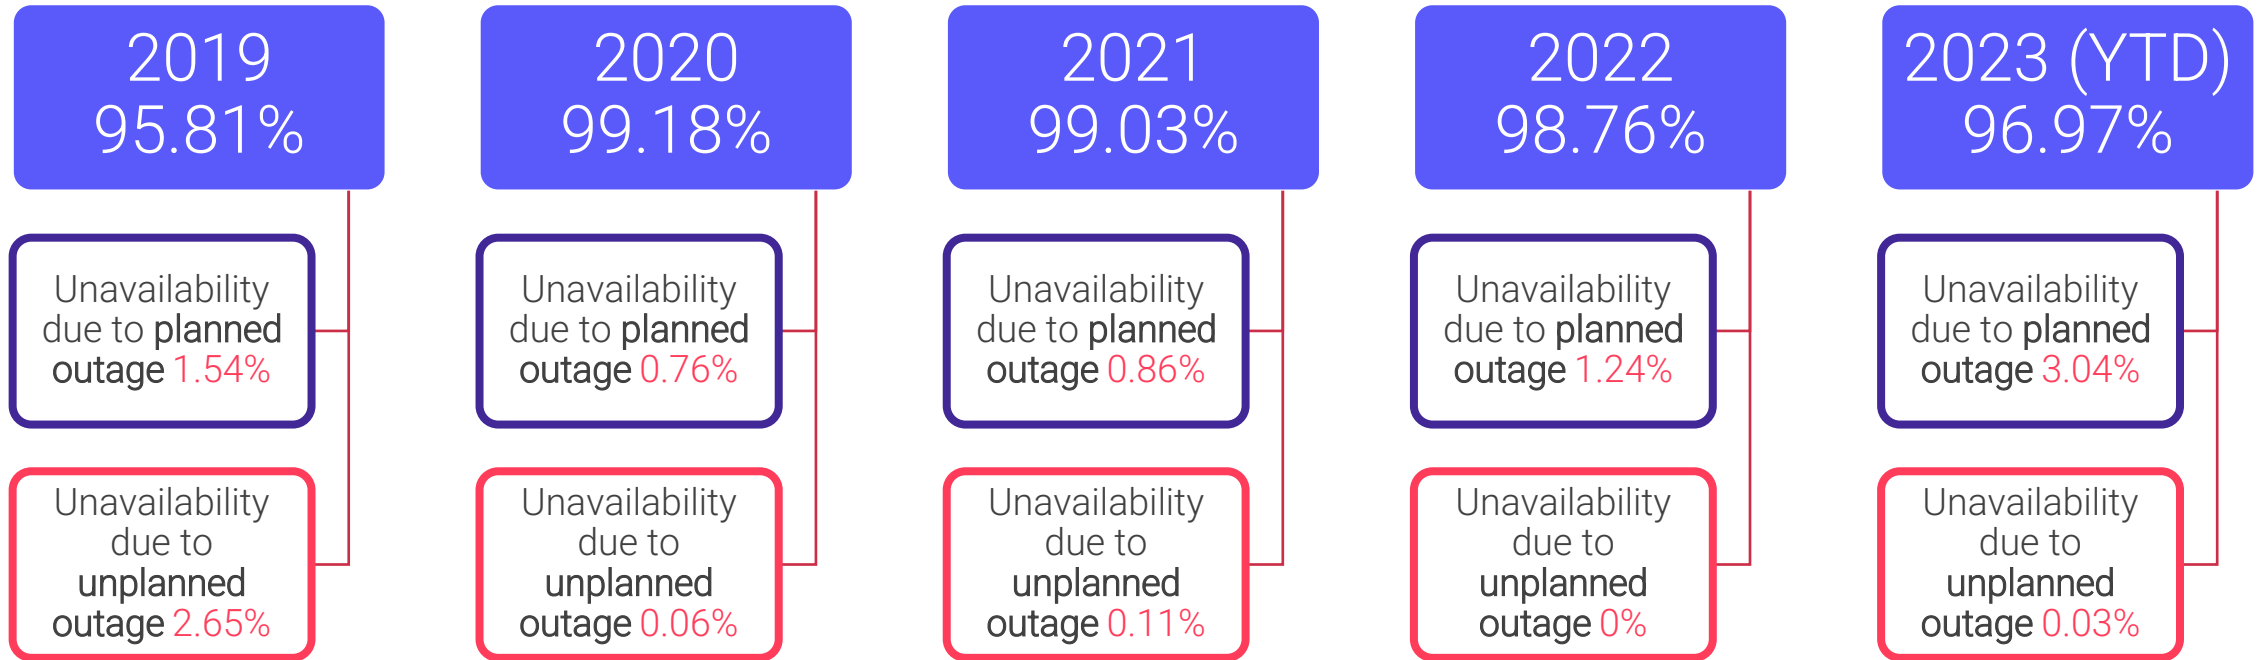 2019
95.81%
Unavailability
due to planned
outage 1.54%
Unavailability
due to
unplanned
outage 2.65%
2020
99.18%
Unavailability
due to planned
outage 0.76%
Unavailability
due to
unplanned
outage 0.06%
2021
99.03%
Unavailability
due to planned
outage 0.86%
Unavailability
due to
unplanned
outage 0.11%
2022
98.76%
Unavailability
due to planned
outage 1.24%
Unavailability
due to
unplanned
outage 0%
2023 (YTD)
96.97%
Unavailability
due to planned
outage 3.04%
Unavailability
due to
unplanned
outage 0.03%